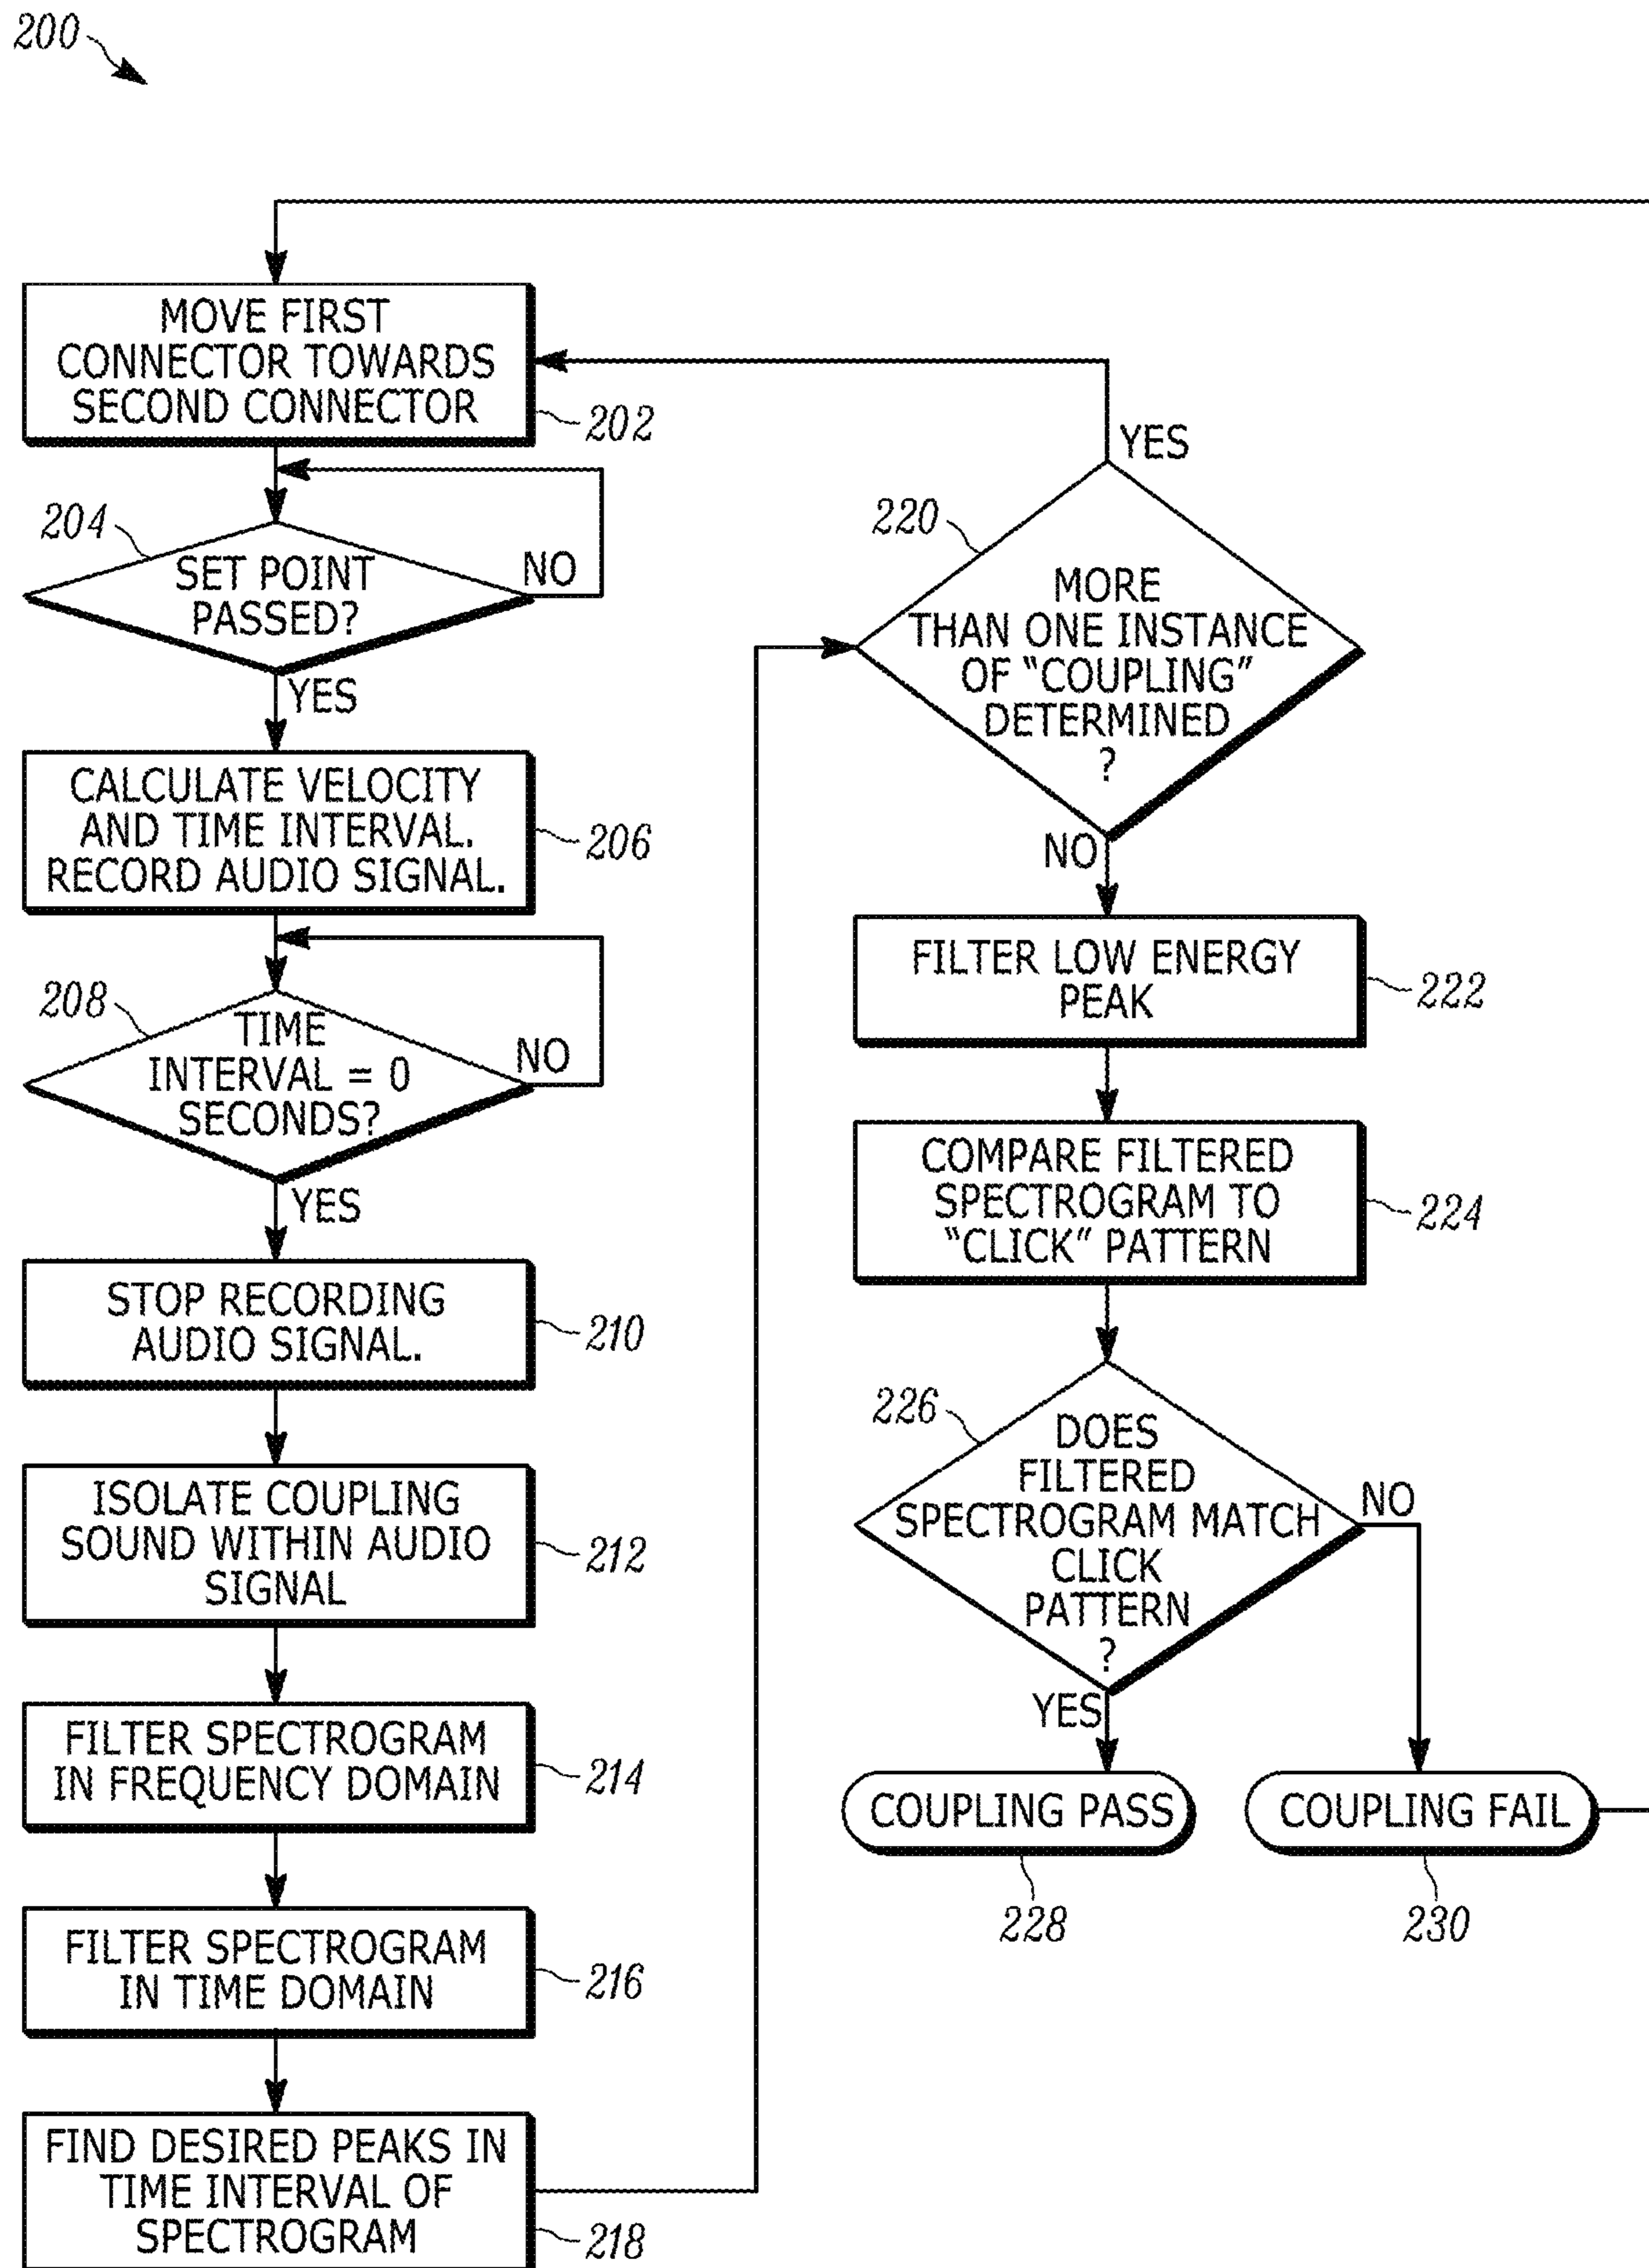 200
MOVE FIRST
CONNECTOR TOWARDS
SECOND CONNECTOR
202
204
SET POINT
PASSED?
NO
YES
CALCULATE VELOCITY
AND TIME INTERVAL.
RECORD AUDIO SIGNAL.
206
208
TIME
INTERVAL = 0
SECONDS?
NO
YES
STOP RECORDING
AUDIO SIGNAL.
210
ISOLATE COUPLING
SOUND WITHIN AUDIO
SIGNAL
212
FILTER SPECTROGRAM
IN FREQUENCY DOMAIN
214
FILTER SPECTROGRAM
IN TIME DOMAIN
216
FIND DESIRED PEAKS IN
TIME INTERVAL OF
SPECTROGRAM
218
220
YES
MORE
THAN ONE INSTANCE
OF “COUPLING”
DETERMINED
?
NO
FILTER LOW ENERGY
PEAK
222
COMPARE FILTERED
SPECTROGRAM TO
“CLICK” PATTERN
224
226
DOES
FILTERED
SPECTROGRAM MATCH
CLICK
PATTERN
?
NO
YES
COUPLING PASS
228
COUPLING FAIL
230